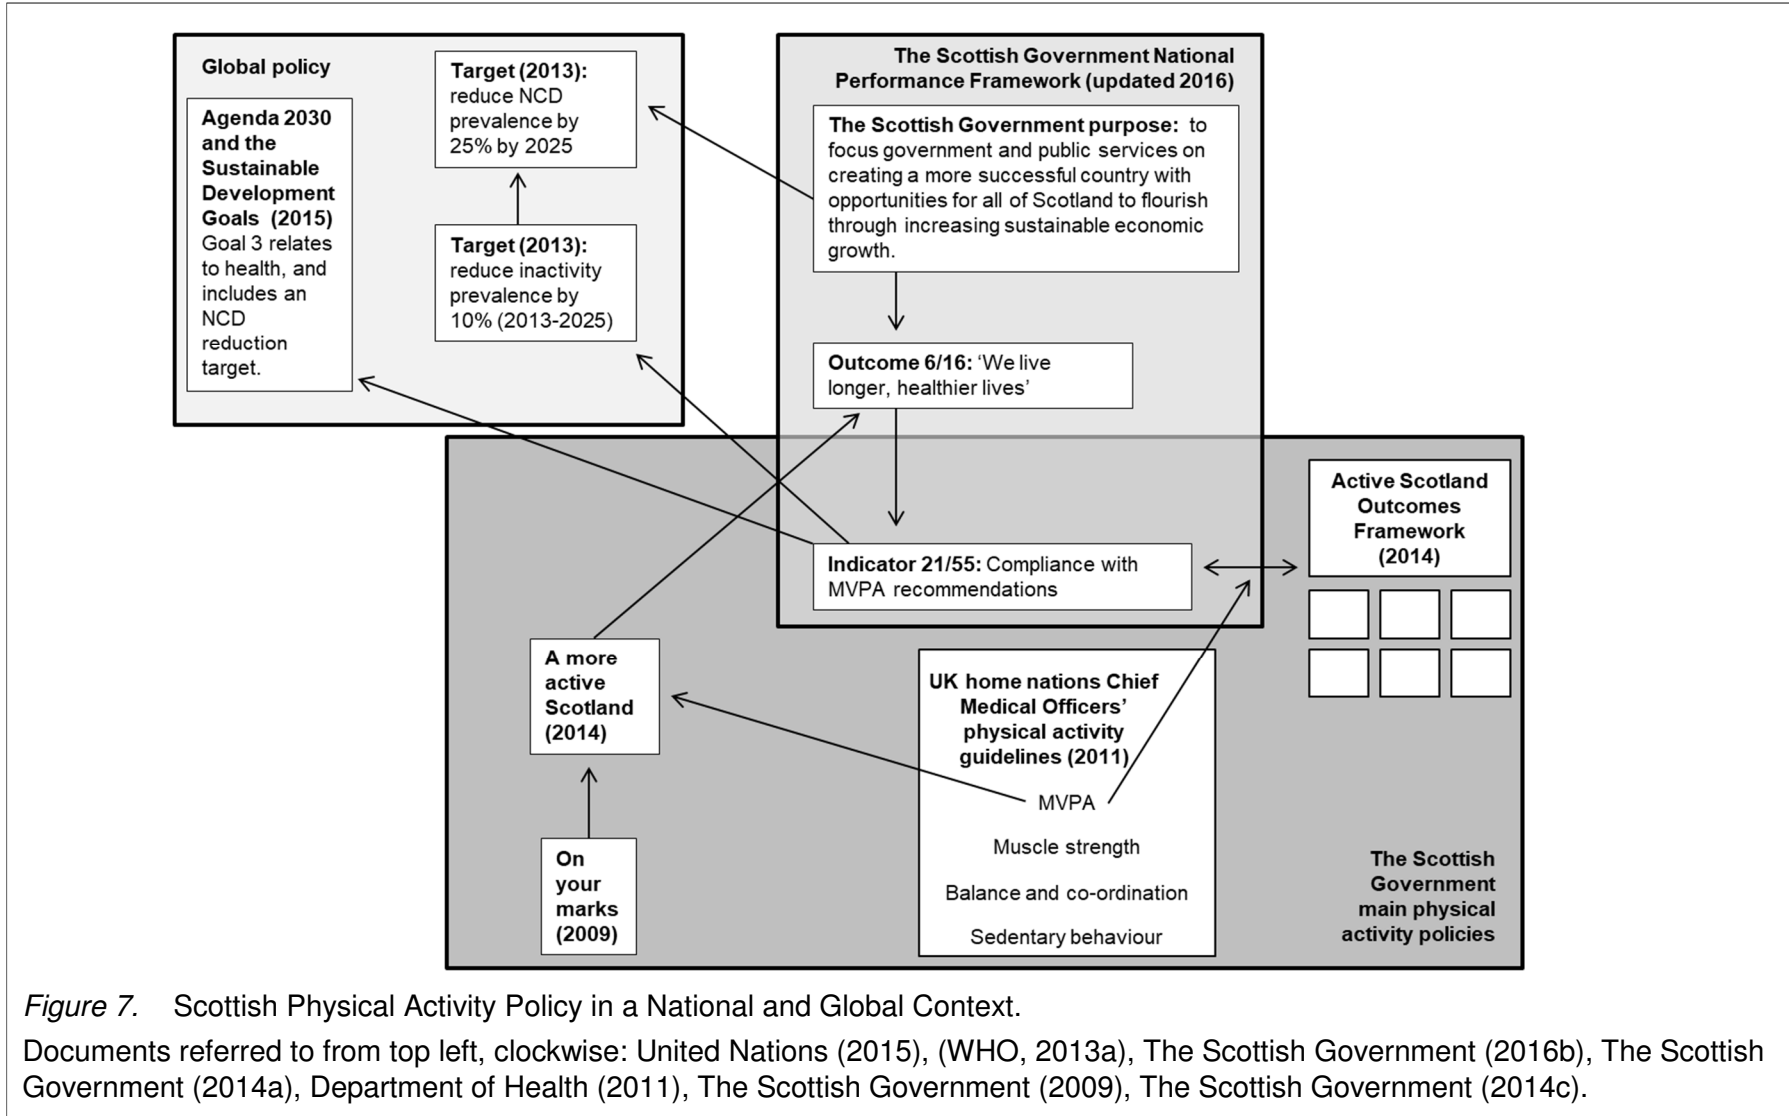 Global policy
Agenda 2030
and the
Sustainable
Development
Goals (2015)
Goal 3 relates
to health, and
includes an
NCD
reduction
target.
Target (2013):
reduce NCD
prevalence by
25% by 2025
Target (2013):
reduce inactivity
prevalence by
10% (2013-2025)
The Scottish Government National
Performance Framework (updated 2016)
The Scottish Government purpose: to
focus government and public services on
creating a more successful country with
opportunities for all of Scotland to flourish
through increasing sustainable economic
growth.
Outcome 6/16: ‘We live
longer, healthier lives’
Indicator 21/55: Compliance with
MVPA recommendations
Active Scotland
Outcomes
Framework
(2014)
A more
active
Scotland
(2014)
On
your
marks
(2009)
UK home nations Chief
Medical Officers’
physical activity
guidelines (2011)
MVPA
Muscle strength
Balance and co-ordination
Sedentary behaviour
The Scottish
Government
main physical
activity policies
Figure 7. Scottish Physical Activity Policy in a National and Global Context.
Documents referred to from top left, clockwise: United Nations (2015), (WHO, 2013a), The Scottish Government (2016b), The Scottish
Government (2014a), Department of Health (2011), The Scottish Government (2009), The Scottish Government (2014c).